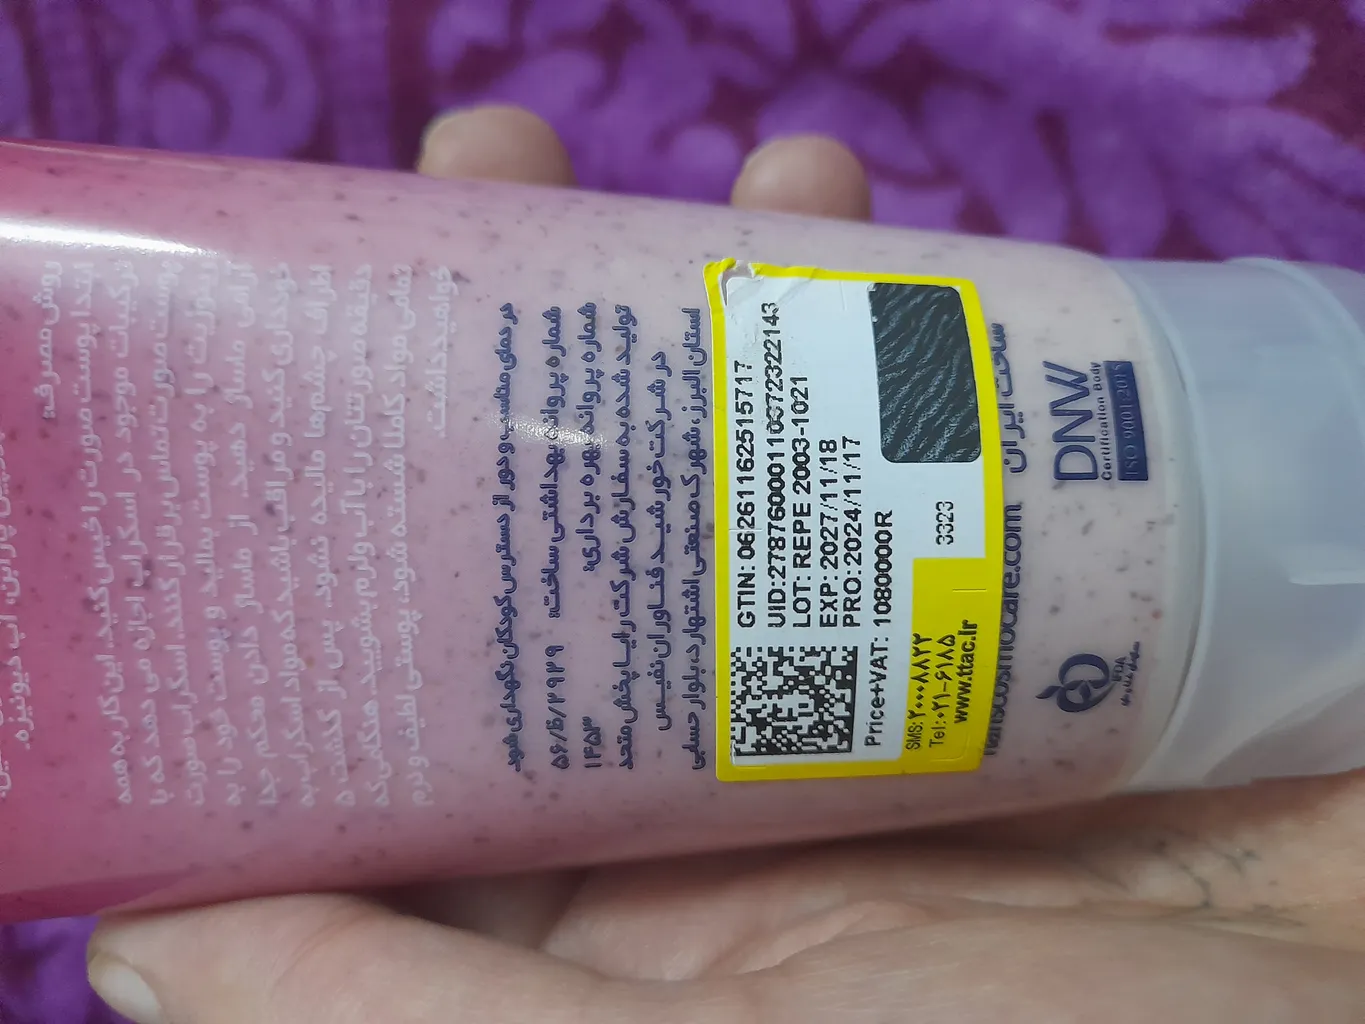 روش مصرف:
ابتدا پوست صورت را خیس کنید. این کار به همه
ترکیبات موجود در اسکراب اجازه می دهد که با
پوست صورت تماس برقرار کنند. اسکراب صورت
را به پوست بمالید و پوست خود را به
آرامی ماساژ دهید. از ماساژ دادن محکم جدا
خودداری کنید و مراقب باشید که مواد اسکراب به
اطراف چشم‌ها مالیده نشود. پس از گذشت ۵
دقیقه صورتتان را با آب ولرم بشویید. هنگامی که
تمامی مواد کاملا شسته شود، پوستی لطیف و نرم
خواهید داشت.
در دمای مناسب و دور از دسترس کودکان نگهداری شود.
شماره پروانه بهداشتی ساخت: ۵۶/ظ/۲۹۲۹
شماره پروانه بهره برداری: ۱۴۵۳
تولید شده به سفارش شرکت رایا پخش متحد
در شرکت خورشید فناوران نفیس
استان البرز، شهرک صنعتی اشتهارد، بلوار حسابی
GTIN: 06261162515717
LOT: REPE 20003-1021
EXP: 2027/11/18
PRO: 2024/11/17
Price+VAT: 1080000R
3323
SMS: ۲۰۰۰۸۸۲۲
Tel: ۰۲۱-۶۱۸۵
www.ttac.ir
ساخت ایران
DNW
Certification Body
ISO 9001:2015
IFDA